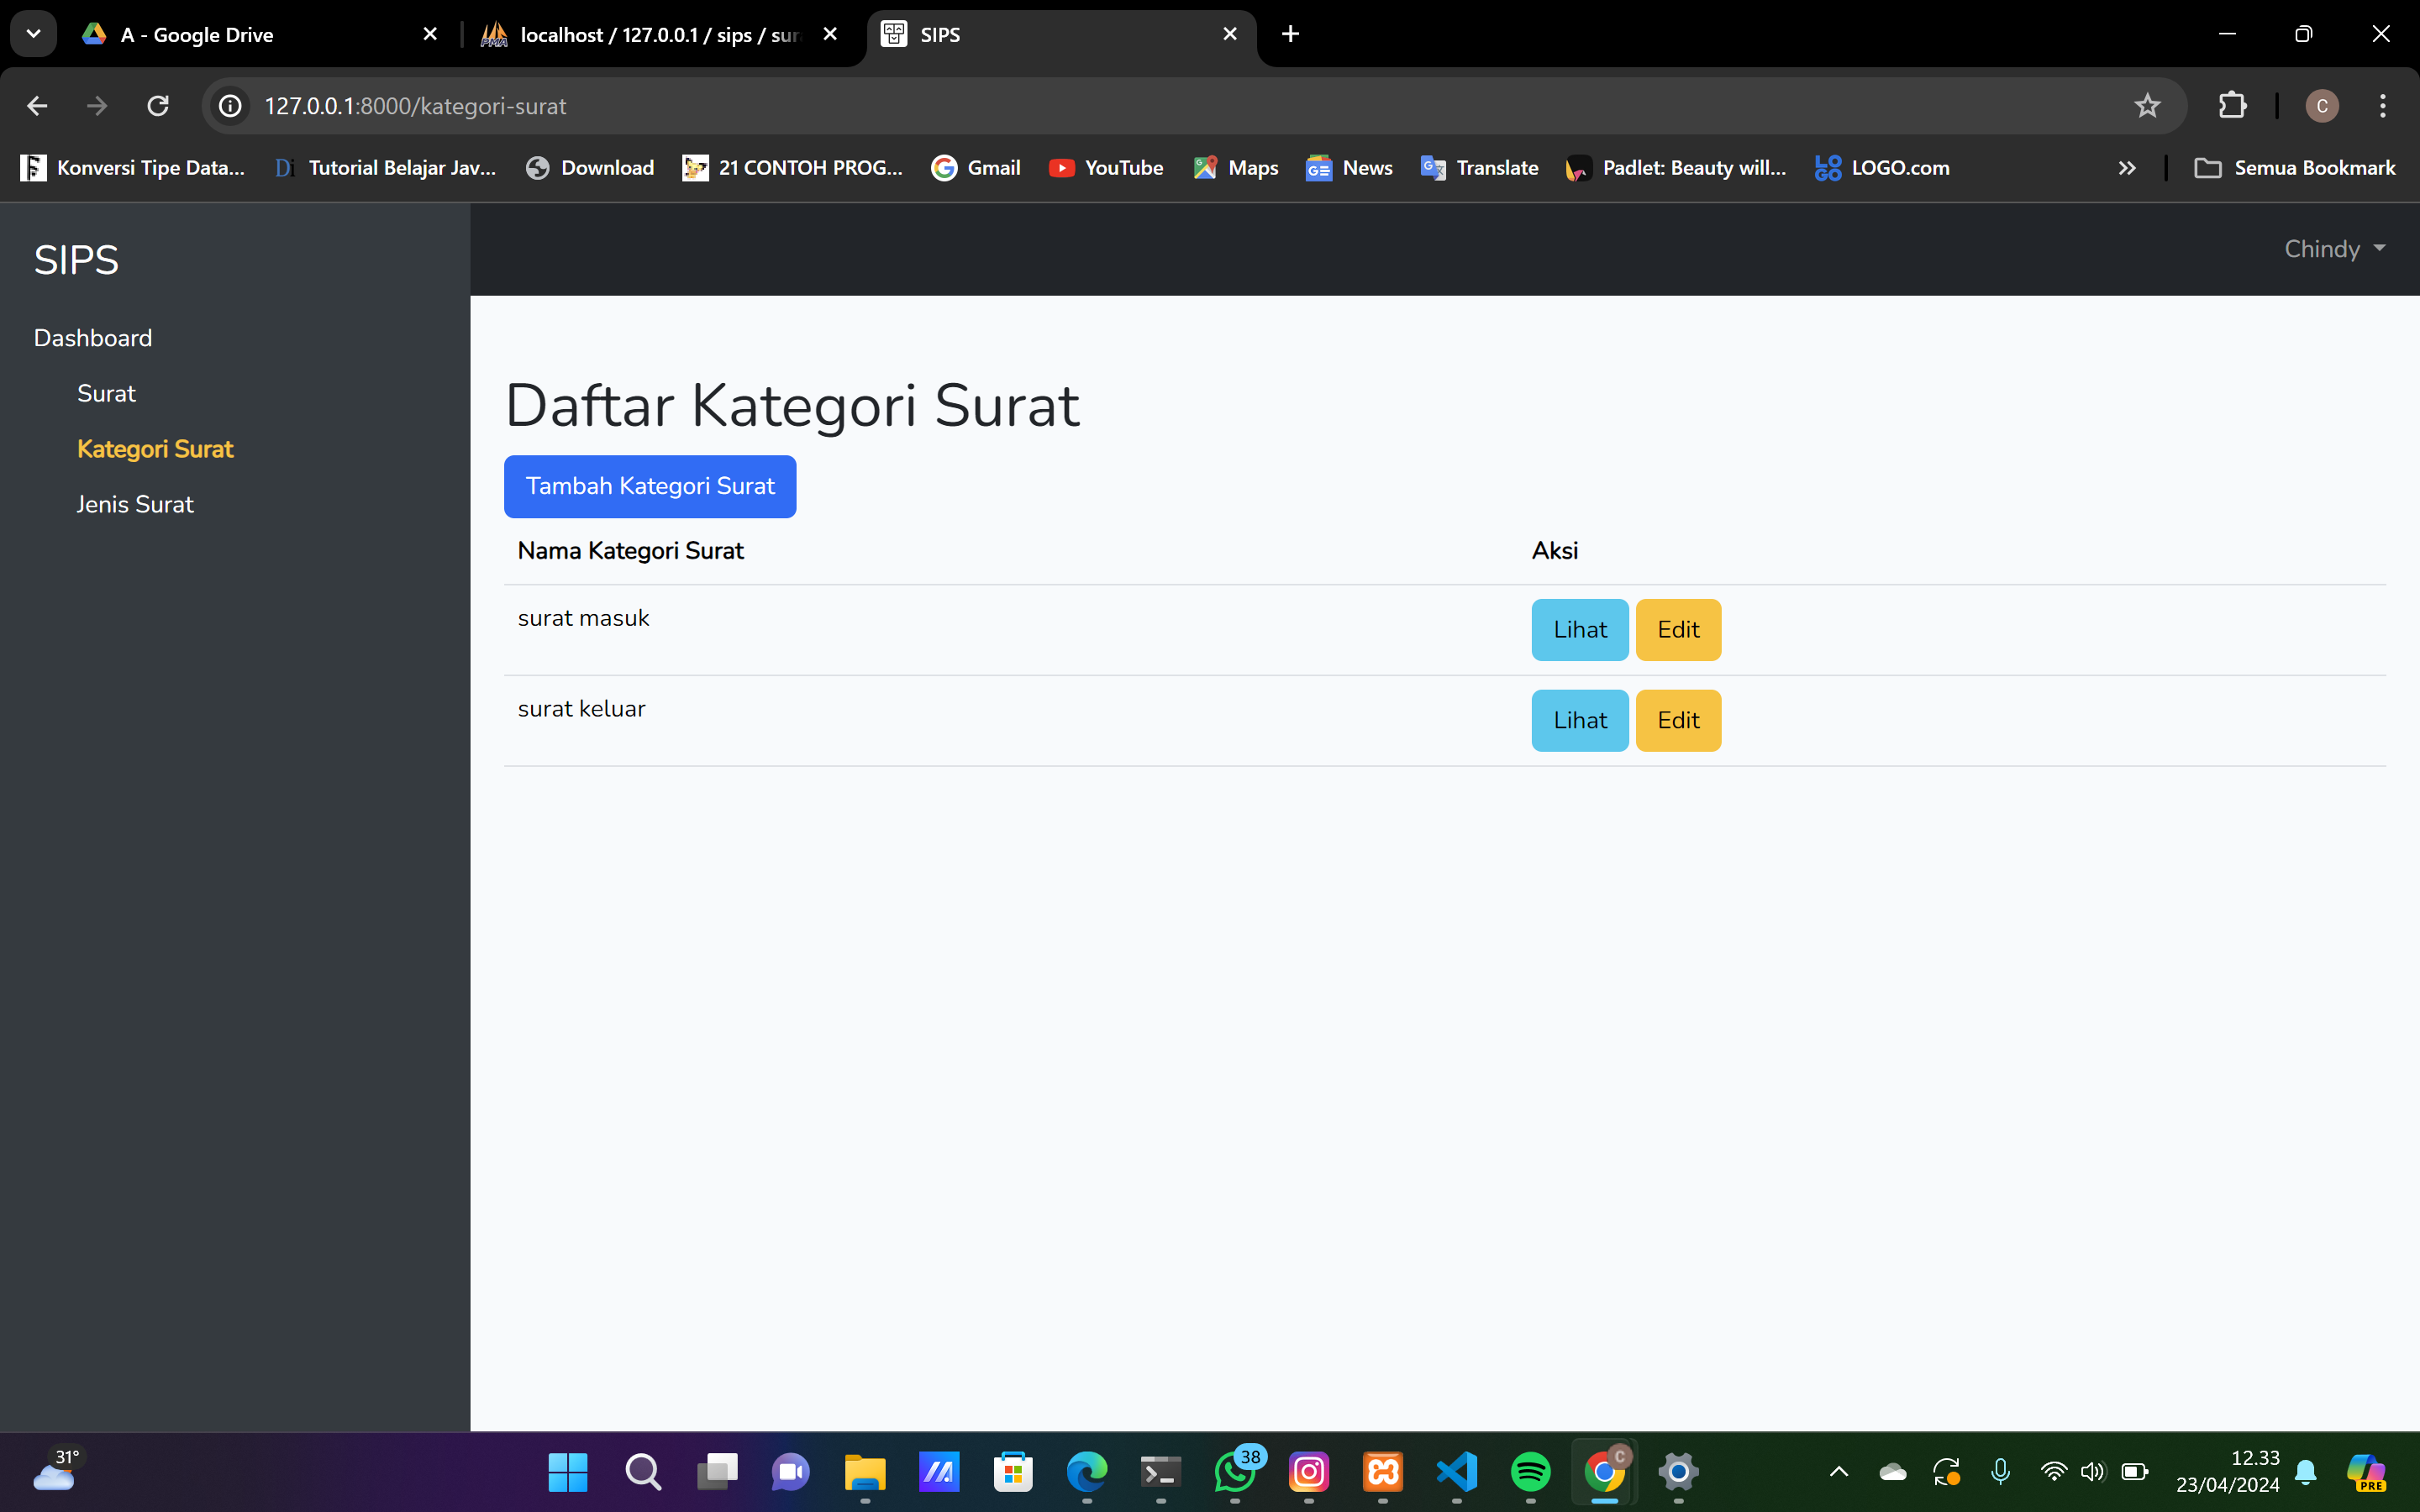 A - Google Drive
localhost / 127.0.0.1 / sips / sur
SIPS
127.0.0.1:8000/kategori-surat
C
Konversi Tipe Data...
Di
Tutorial Belajar Jav...
Download
21 CONTOH PROG...
Gmail
YouTube
Maps
News
Translate
Padlet: Beauty will...
LOGO.com
Semua Bookmark
SIPS
Chindy
Dashboard
Surat
Kategori Surat
Jenis Surat
Daftar Kategori Surat
Tambah Kategori Surat
Nama Kategori Surat Aksi
surat masuk Lihat Edit
surat keluar Lihat Edit
31°
38
C
12.33
23/04/2024
PRE